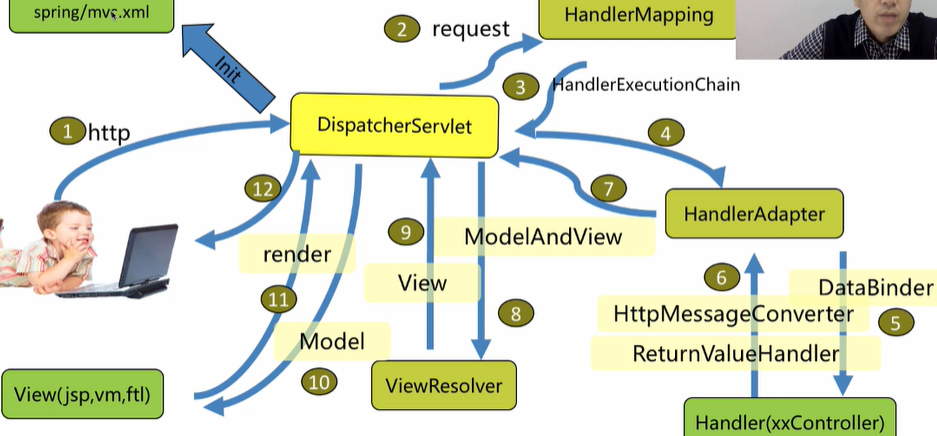 spring/mvc.xml
HandlerMapping
2 request
Init
3 HandlerExecutionChain
1 http
DispatcherServlet
4
12
7
HandlerAdapter
render
9
ModelAndView
View
6
DataBinder
11
8
HttpMessageConverter
5
Model
ReturnValueHandler
10
View(jsp,vm,ftl)
ViewResolver
Handler(xxController)